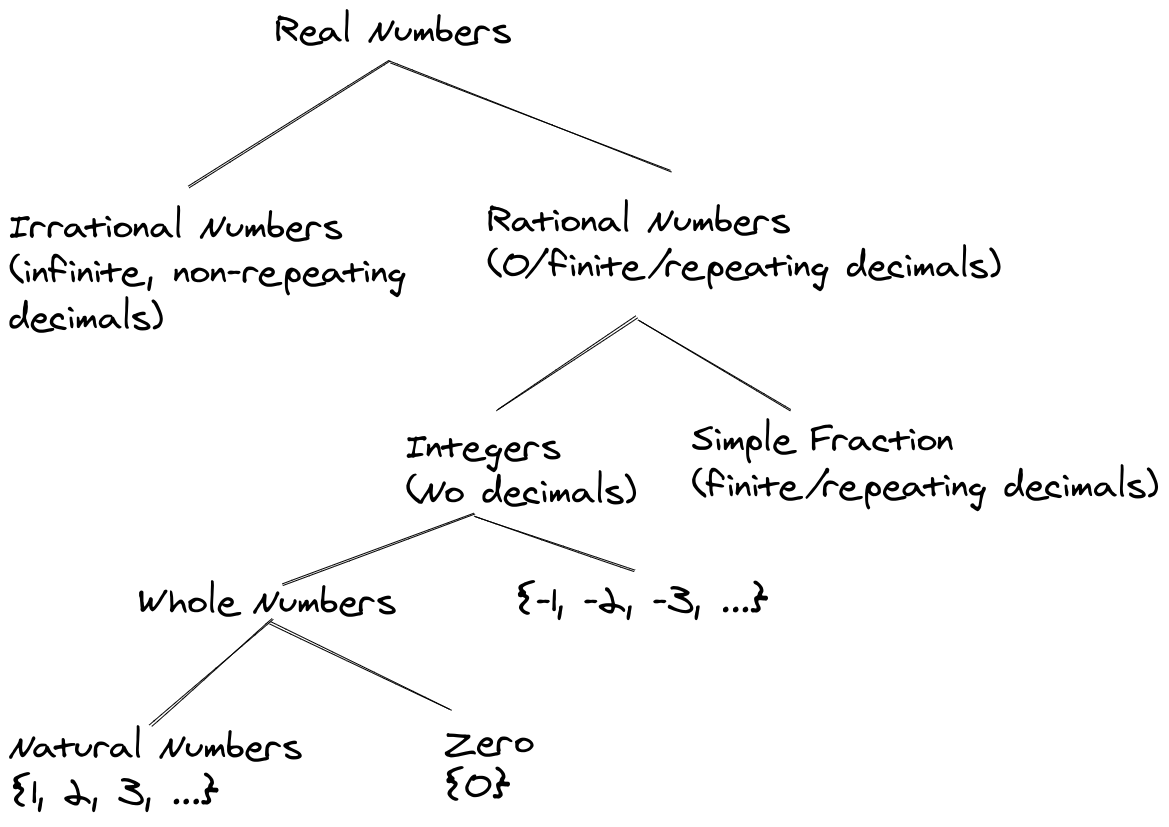 Real Numbers
Irrational Numbers
(infinite, non-repeating
decimals)
Rational Numbers
(0/finite/repeating decimals)
Integers
(No decimals)
Simple Fraction
(finite/repeating decimals)
Whole Numbers
{-1, -2, -3, ...}
Natural Numbers
{1, 2, 3, ...}
Zero
{0}